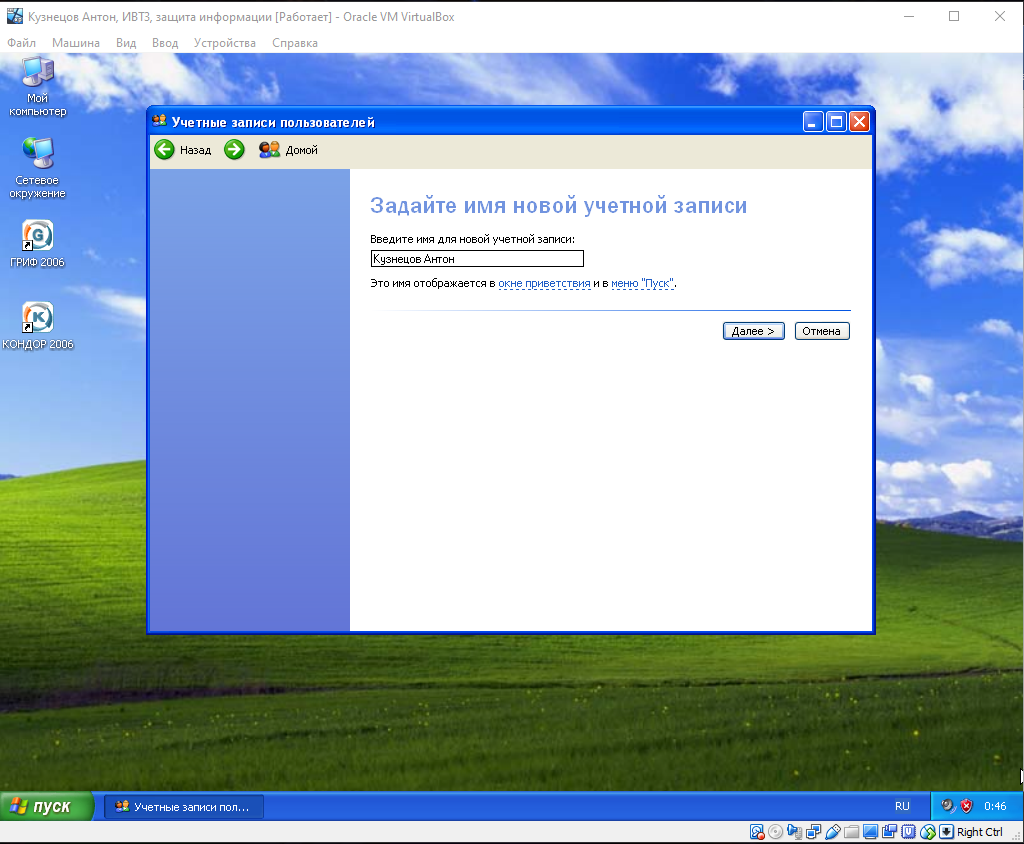 Кузнецов Антон, ИВТЗ, защита информации [Работает] - Oracle VM VirtualBox
Файл Машина Вид Ввод Устройства Справка
Мой
компьютер
Сетевое
окружение
ГРИФ 2006
КОНДОР 2006
Учетные записи пользователей
Назад Домой
Задайте имя новой учетной записи
Введите имя для новой учетной записи:
Кузнецов Антон
Это имя отображается в окне приветствия и в меню "Пуск".
Далее > Отмена
пуск Учетные записи пол... RU 0:46
Right Ctrl